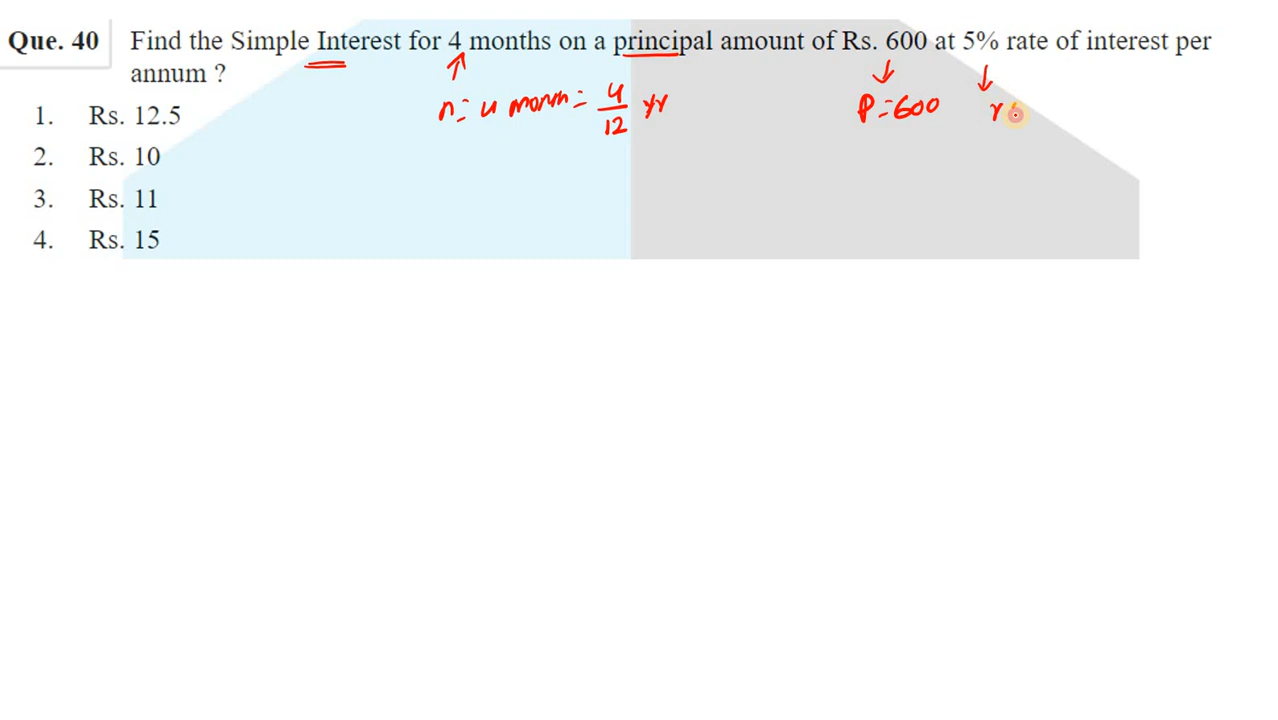 Que. 40 Find the Simple Interest for 4 months on a principal amount of Rs. 600 at 5% rate of interest per
annum ?
n = 4 month = 4/12 yr P = 600 r
1. Rs. 12.5
2. Rs. 10
3. Rs. 11
4. Rs. 15